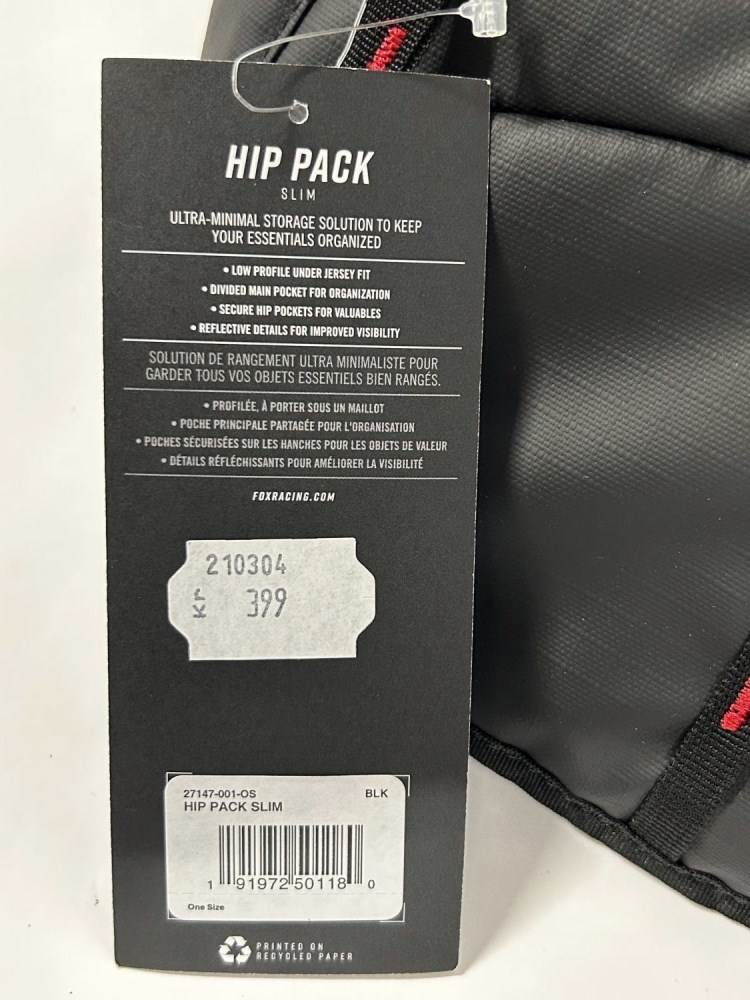 HIP PACK
SLIM
ULTRA-MINIMAL STORAGE SOLUTION TO KEEP
YOUR ESSENTIALS ORGANIZED
• LOW PROFILE UNDER JERSEY FIT
• DIVIDED MAIN POCKET FOR ORGANIZATION
• SECURE HIP POCKETS FOR VALUABLES
• REFLECTIVE DETAILS FOR IMPROVED VISIBILITY
SOLUTION DE RANGEMENT ULTRA MINIMALISTE POUR
GARDER TOUS VOS OBJETS ESSENTIELS BIEN RANGÉS.
• PROFILÉE, À PORTER SOUS UN MAILLOT
• POCHE PRINCIPALE PARTAGÉE POUR L'ORGANISATION
• POCHES SÉCURISÉES SUR LES HANCHES POUR LES OBJETS DE VALEUR
• DÉTAILS RÉFLÉCHISSANTS POUR AMÉLIORER LA VISIBILITÉ
FOXRACING.COM
210304
KR 399
27147-001-OS BLK
HIP PACK SLIM
1 91972 50118 0
One Size
PRINTED ON
RECYCLED PAPER